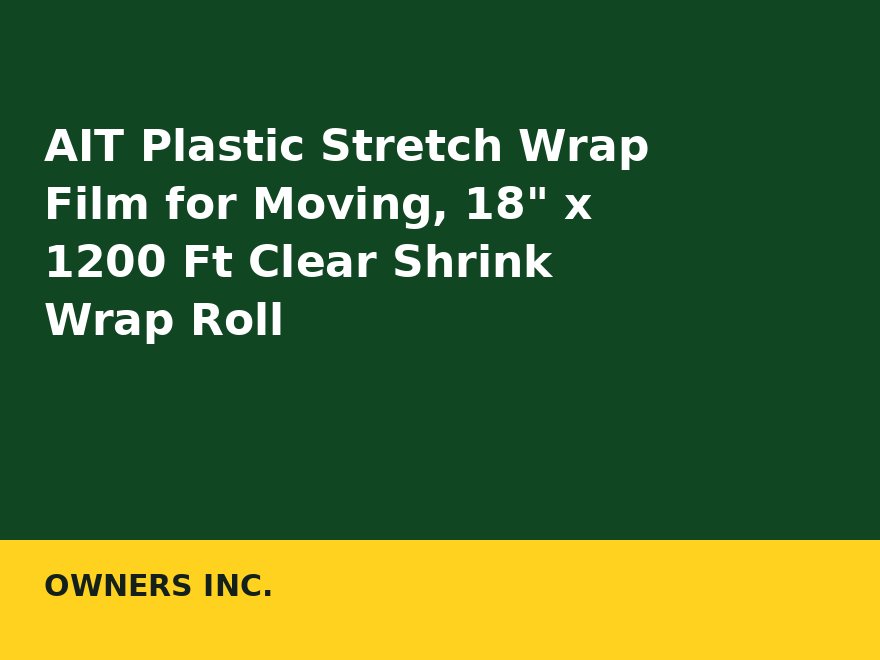 AIT Plastic Stretch Wrap
Film for Moving, 18" x
1200 Ft Clear Shrink
Wrap Roll
OWNERS INC.